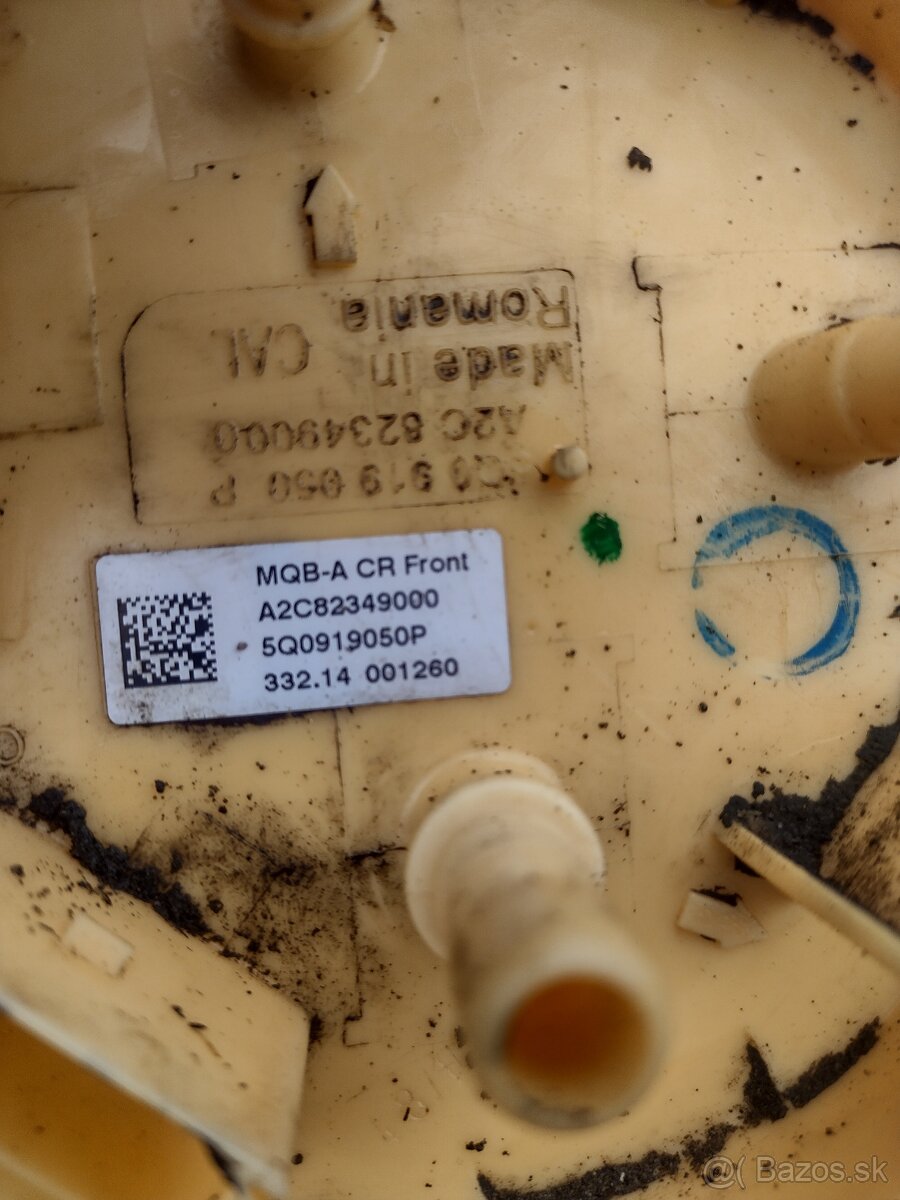 Romania
Made in CAL
A2C 82349000
5Q0 919 050 P
MQB-A CR Front
A2C82349000
5Q0919050P
332.14 001260
@( Bazos.sk